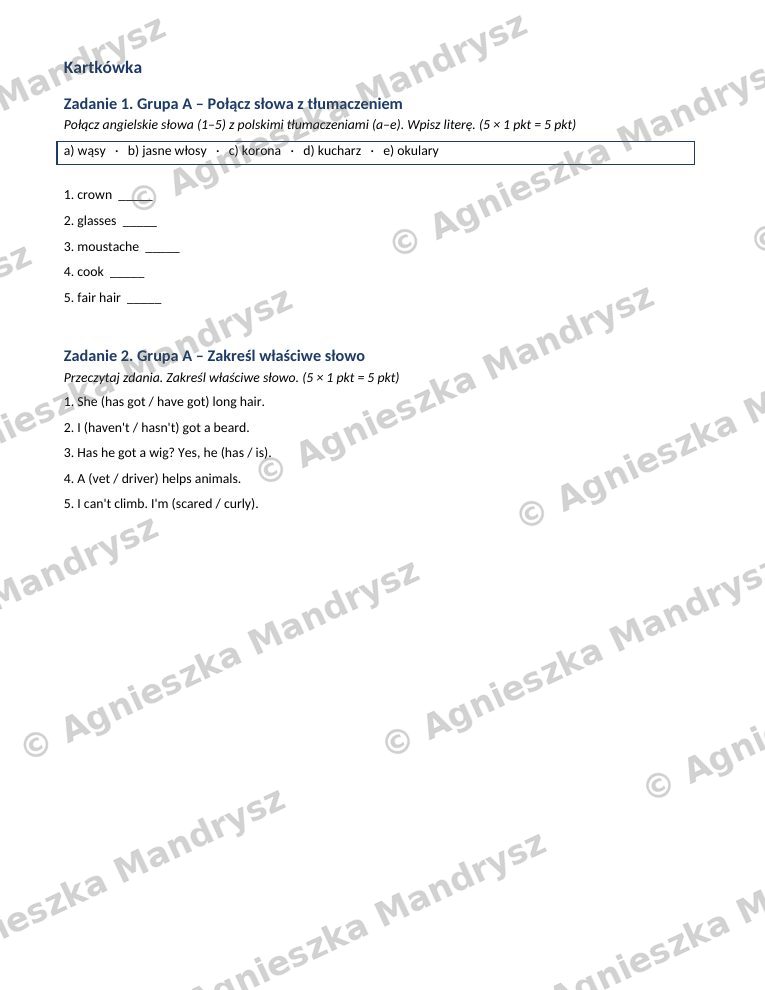 Kartkówka
Zadanie 1. Grupa A – Połącz słowa z tłumaczeniem
Połącz angielskie słowa (1–5) z polskimi tłumaczeniami (a–e). Wpisz literę. (5 × 1 pkt = 5 pkt)
a) wąsy · b) jasne włosy · c) korona · d) kucharz · e) okulary
1. crown _____
2. glasses _____
3. moustache _____
4. cook _____
5. fair hair _____
Zadanie 2. Grupa A – Zakreśl właściwe słowo
Przeczytaj zdania. Zakreśl właściwe słowo. (5 × 1 pkt = 5 pkt)
1. She (has got / have got) long hair.
2. I (haven't / hasn't) got a beard.
3. Has he got a wig? Yes, he (has / is).
4. A (vet / driver) helps animals.
5. I can't climb. I'm (scared / curly).
© Agnieszka Mandrysz